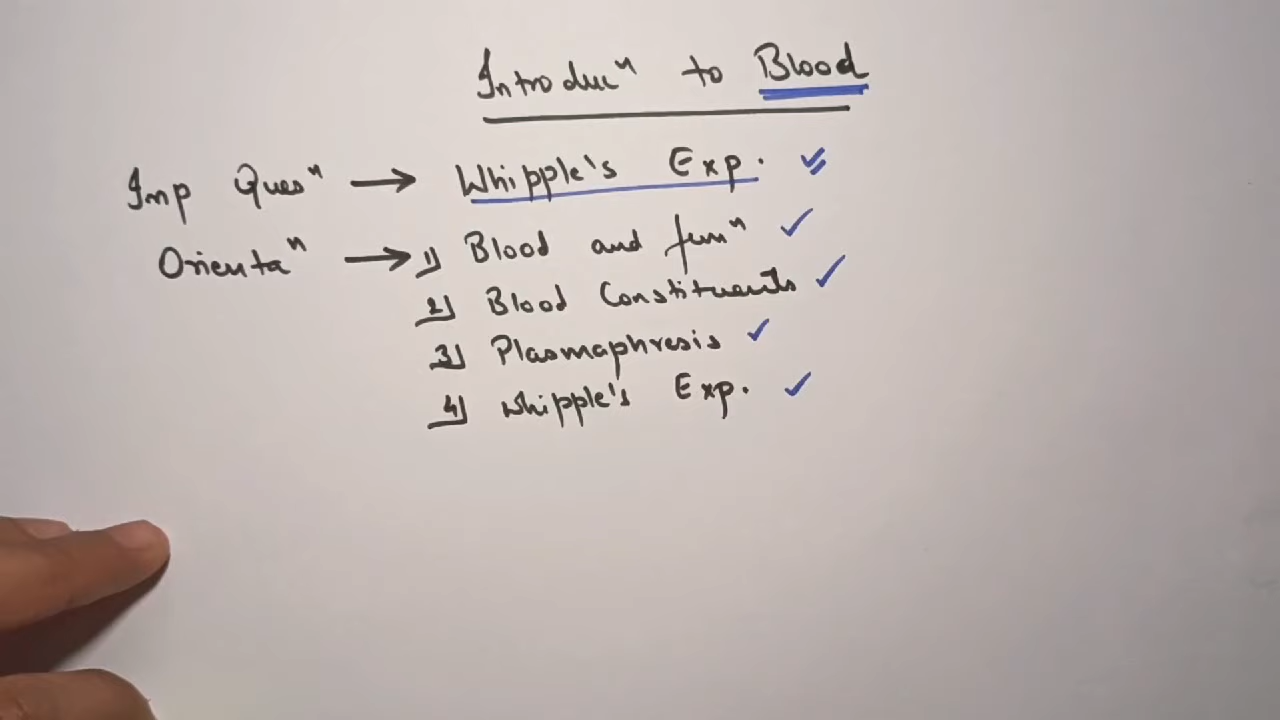 Introducⁿ to Blood
Imp Quesⁿ → Whipple's Exp.
Orientaⁿ → 1) Blood and funⁿ
2) Blood Constituents
3) Plasmaphresis
4) Whipple's Exp.